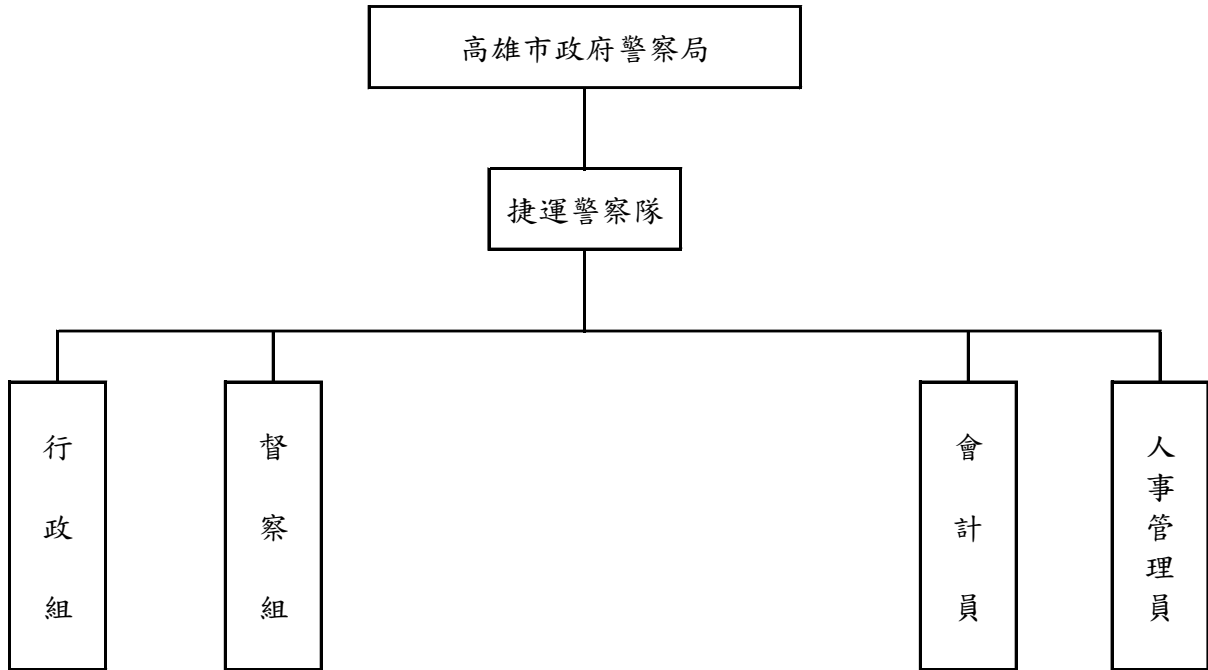 高雄市政府警察局
捷運警察隊
行政組
督察組
會計員
人事管理員